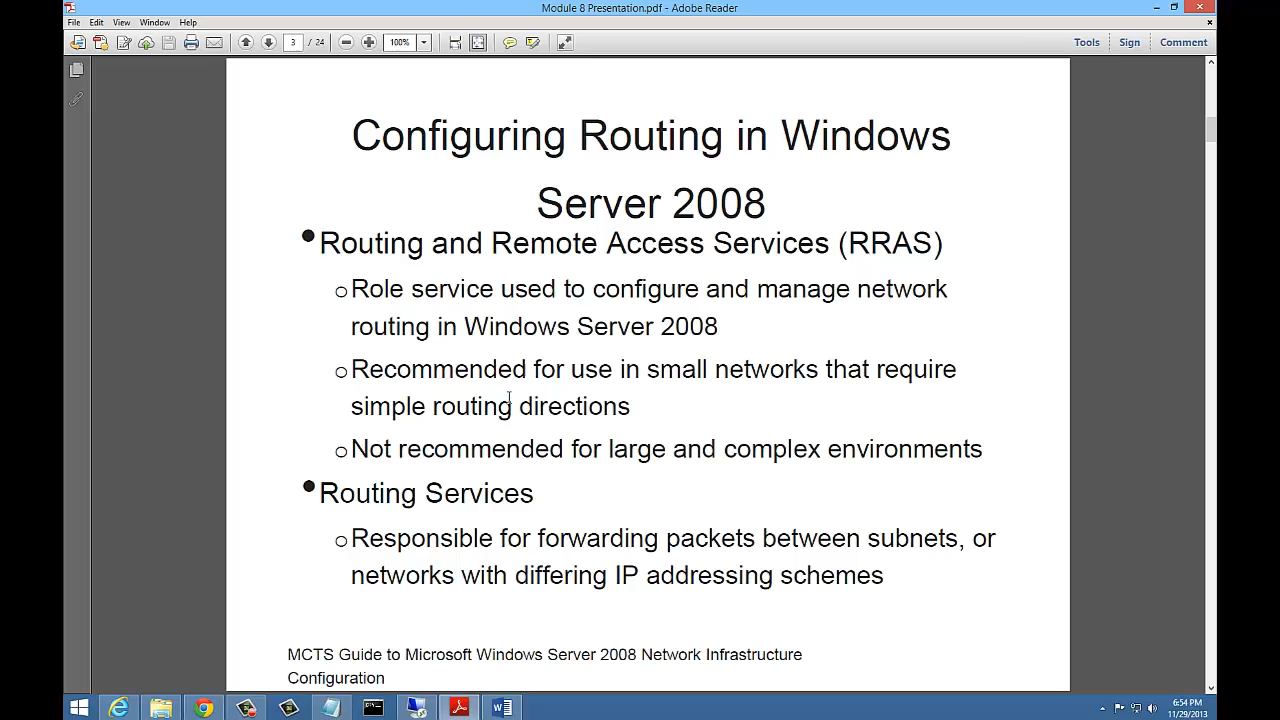 Module 8 Presentation.pdf - Adobe Reader
File Edit View Window Help
3 / 24 100% Tools Sign Comment
Configuring Routing in Windows
Server 2008
•Routing and Remote Access Services (RRAS)
oRole service used to configure and manage network
routing in Windows Server 2008
oRecommended for use in small networks that require
simple routing directions
oNot recommended for large and complex environments
•Routing Services
oResponsible for forwarding packets between subnets, or
networks with differing IP addressing schemes
MCTS Guide to Microsoft Windows Server 2008 Network Infrastructure
Configuration
6:54 PM
11/29/2013